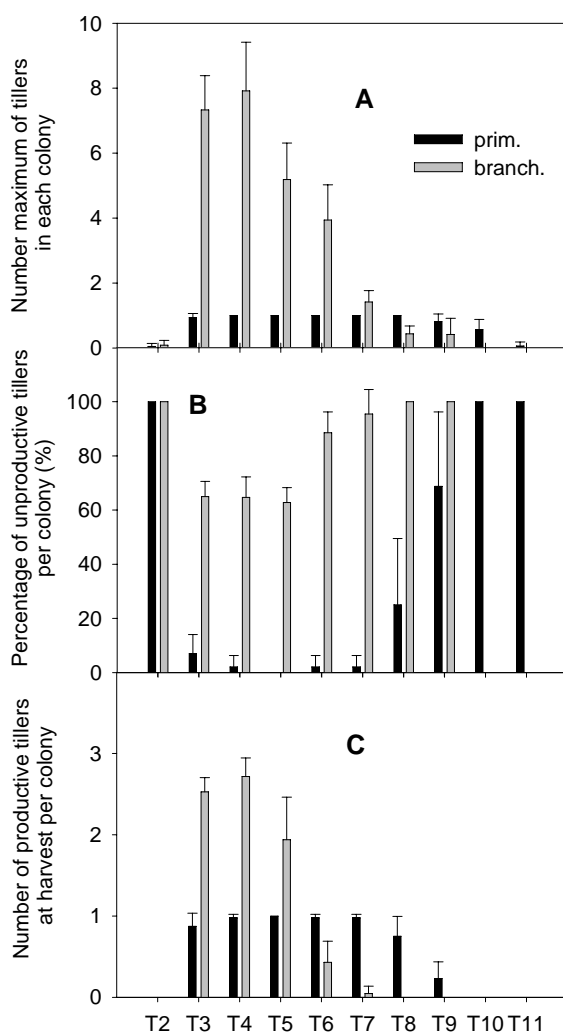 Number maximum of tillers
in each colony
10
8
6
4
2
0
A
prim.
branch.
Percentage of unproductive tillers
per colony (%)
100
80
60
40
20
0
B
Number of productive tillers
at harvest per colony
3
2
1
0
C
T2 T3 T4 T5 T6 T7 T8 T9 T10 T11